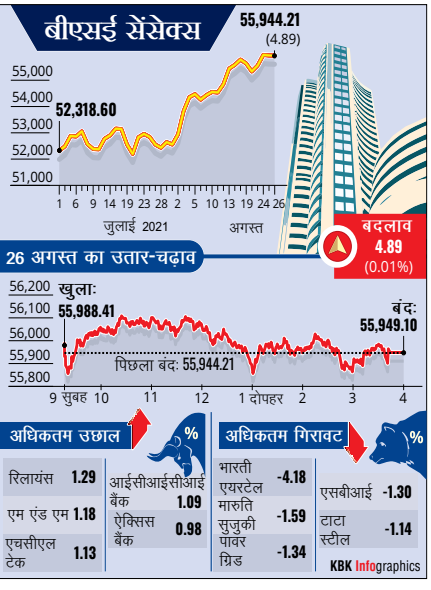 बीएसई सेंसेक्स
55,944.21
(4.89)
55,000
54,000
53,000
52,000
51,000
52,318.60
1 6 9 14 19 23 28 2 5 10 13 19 24 26
जुलाई 2021 अगस्त
बदलाव
4.89
(0.01%)
26 अगस्त का उतार-चढ़ाव
56,200
56,100
56,000
55,900
55,800
खुलाः
55,988.41
बंदः
55,949.10
पिछला बंदः 55,944.21
9 सुबह 10 11 12 1 दोपहर 2 3 4
अधिकतम उछाल %
रिलायंस 1.29
एम एंड एम 1.18
एचसीएल
टेक 1.13
आईसीआईसीआई
बैंक 1.09
ऐक्सिस
बैंक 0.98
अधिकतम गिरावट %
भारती
एयरटेल -4.18
मारुति
सुजुकी -1.59
पावर
ग्रिड -1.34
एसबीआई -1.30
टाटा
स्टील -1.14
KBK Infographics